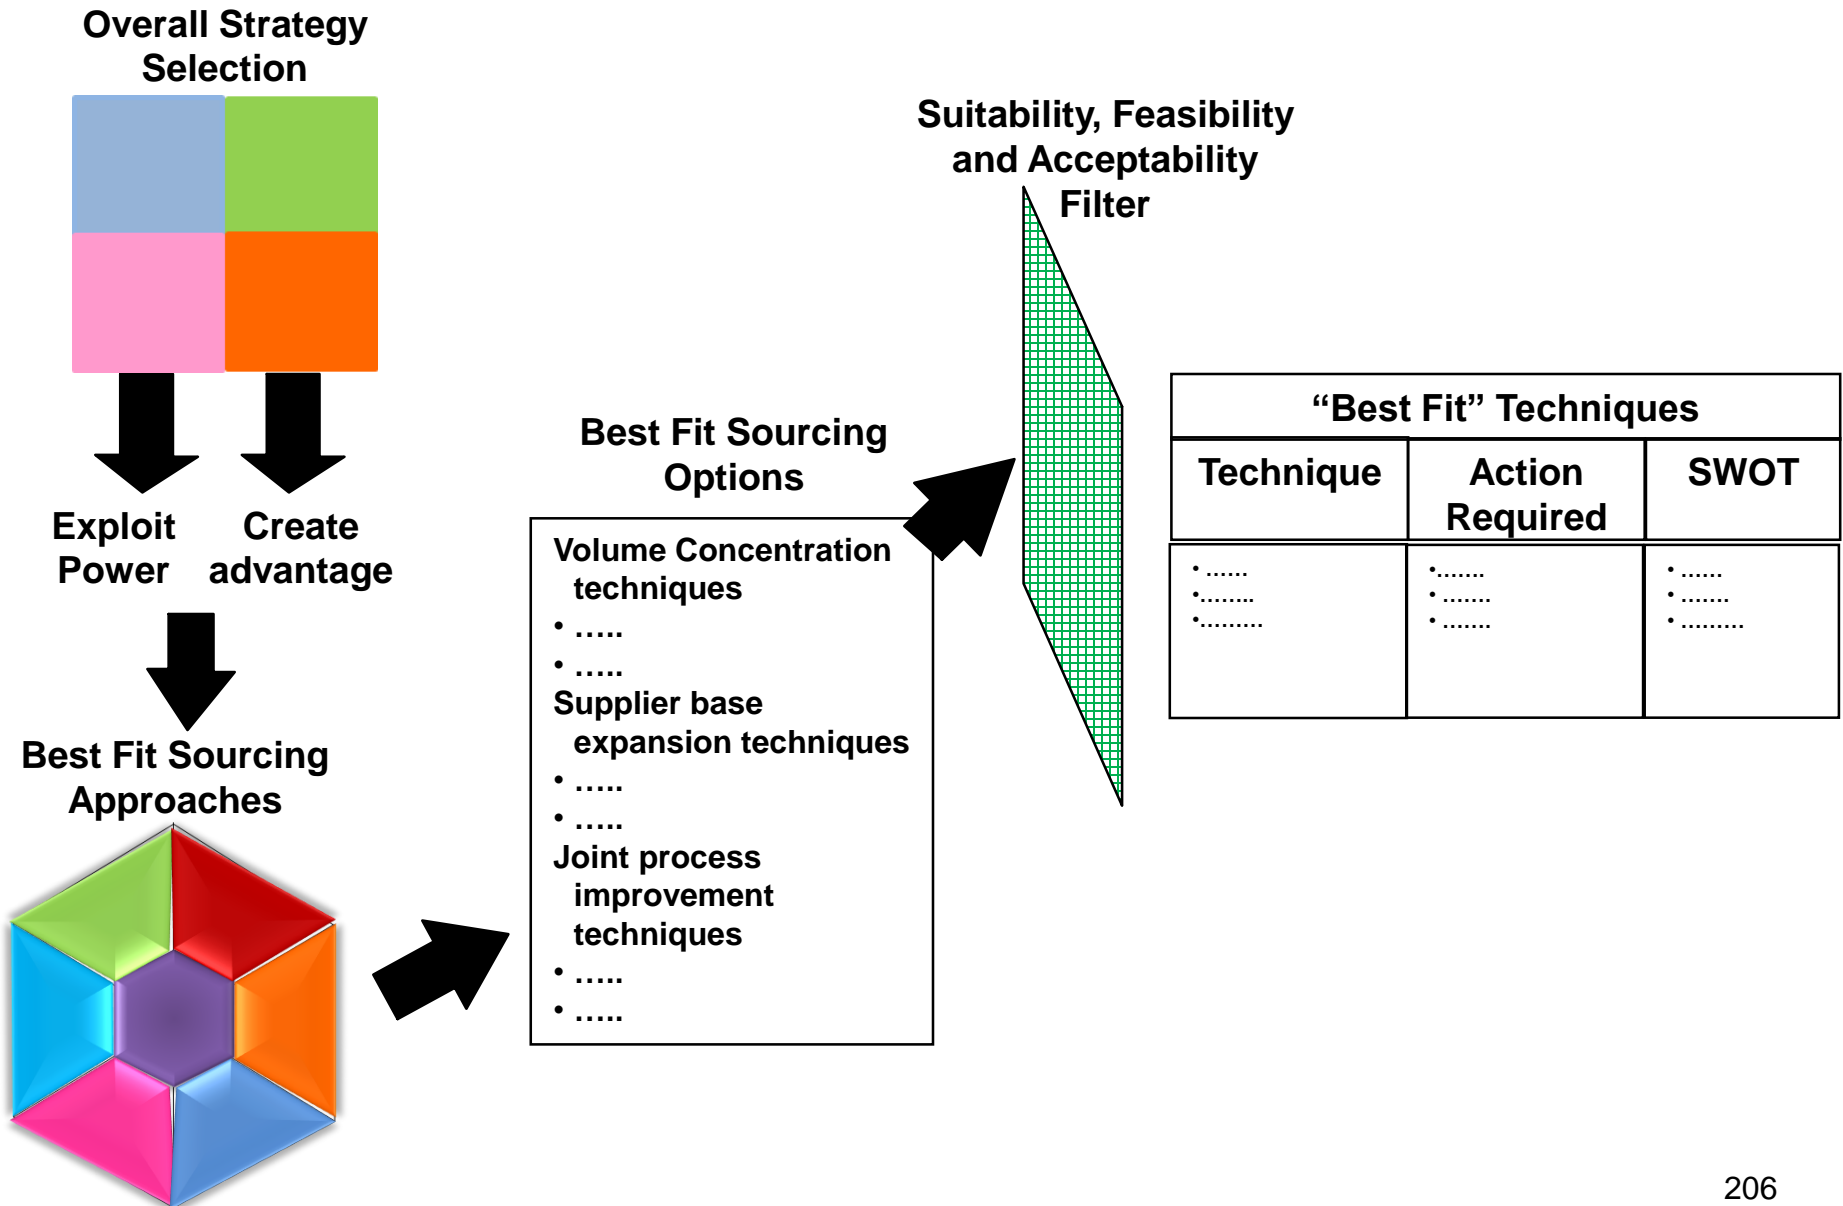 Overall Strategy
Selection
Exploit
Power
Create
advantage
Best Fit Sourcing
Approaches
Best Fit Sourcing
Options
Volume Concentration
techniques
• …..
• …..
Supplier base
expansion techniques
• …..
• …..
Joint process
improvement
techniques
• …..
• …..
Suitability, Feasibility
and Acceptability
Filter
“Best Fit” Techniques
Technique
Action
Required
SWOT
• ……
•……..
•………
•…….
• …….
• …….
• ……
• …….
• ………
206